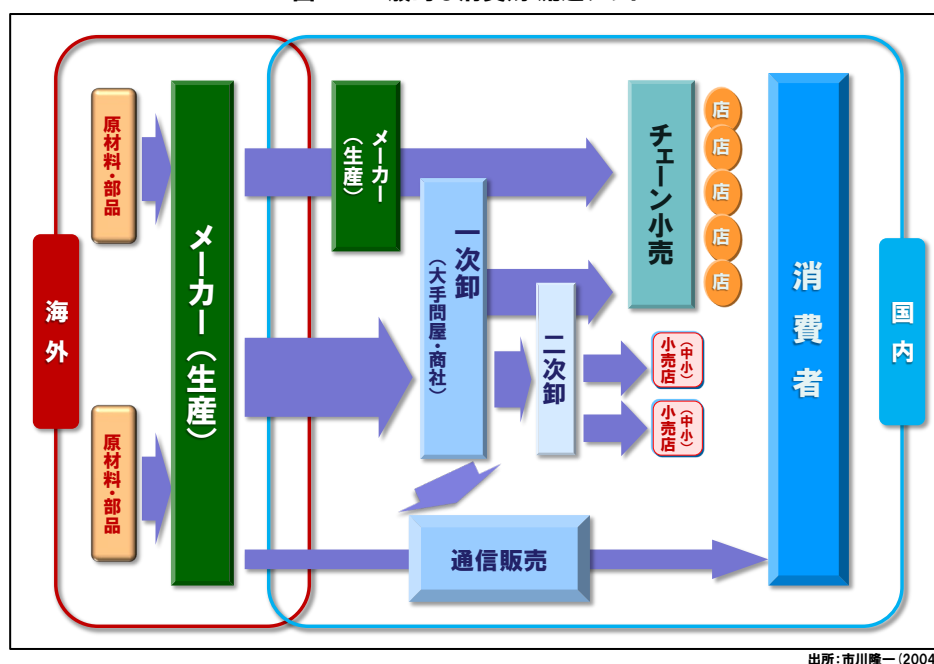 海外
原材料・部品
原材料・部品
メーカー(生産)
メーカー
(生産)
一次卸
(大手問屋・商社)
二次卸
チェーン小売
店
店
店
店
店
(中小)
小売店
(中小)
小売店
通信販売
消費者
国内
出所:市川隆一(2004